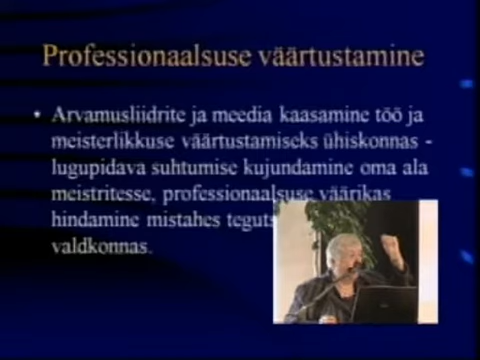 Professionaalsuse väärtustamine
• Arvamusliidrite ja meedia kaasamine töö ja
meisterlikkuse väärtustamiseks ühiskonnas -
lugupidava suhtumise kujundamine oma ala
meistritesse, professionaalsuse väärikas
hindamine mistahes teguts
valdkonnas.